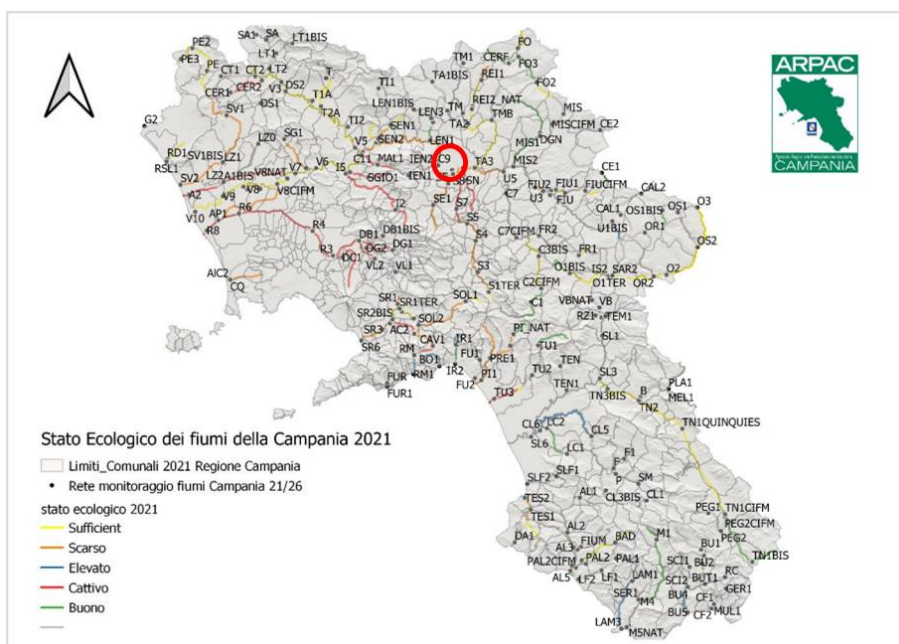 PE2
PE3
PE
SA1
SA
LT1BIS
LT1
CT1
CT2
LT2
CER1
CER2
V3
DS2
DS1
SV1
T1A
T2A
TI1
TI2
TA1BIS
TM1
CERF
FO
FO3
REI1
FO2
REI2_NAT
LEN1BIS
LEN3
TM
TMB
MIS
MISCIFM
CE2
G2
LZ0
SG1
SEN1
SEN2
TA2
LEN1
DGN
MIS1
RD1
RSL1
SV1BIS
LZ1
V5
C11
MAL1
IEN2
C9
TA3
MIS2
SV2
LZ2
A1BIS
V8NAT
V7
V6
I5
SGIO1
IEN1
U5
C7
CE1
AZ
V9
V8
V8CIFM
SE1
S7
FIU2
FIU1
FIUCIFM
U3
FIU
CAL2
V10
AP1
R6
I2
S5
CAL1
OS1BIS
OS1
O3
R8
R4
DB1
DB1BIS
S4
C7CIFM
FR2
U1BIS
OR1
R3
DG2
DG1
DC1
C3BIS
FR1
OS2
VL2
VL1
S3
O1BIS
IS2
SAR2
O2
AIC2
CQ
C2CIFM
O1TER
OR2
SR1
SR1TER
SOL1
S1TER
C1
VBNAT
VB
SR2BIS
SOL2
RZ1
TEM1
SR3
AC2
PI_NAT
SL1
SR6
CAV1
IR1
TU1
RM
BO1
FU1
PRE1
TEN
FUR
RM1
IR2
PI1
TU2
SL3
FUR1
FU2
TEN1
TN3BIS
B
PLA1
MEL1
TU3
TN2
CL6
LC2
CL5
TN1QUINQUIES
SL6
LC1
F1
F
P
SLF2
SLF1
SM
TES2
AL1
CL3BIS
CL1
TES1
PEG1
TN1CIFM
PEG2CIFM
DA1
AL2
FIUM
BAD
M1
PEG2
AL3
BU1
PAL2CIFM
PAL2
PAL1
SCI1
BU2
TN1BIS
AL5
LF2
LF1
LAM1
SCI2
BUT1
RC
SER1
BU4
GER1
M4
CF1
LAM3
M5NAT
BU5
CF2
MUL1
ARPAC
CAMPANIA
Stato Ecologico dei fiumi della Campania 2021
Limiti_Comunali 2021 Regione Campania
Rete monitoraggio fiumi Campania 21/26
stato ecologico 2021
Sufficient
Scarso
Elevato
Cattivo
Buono